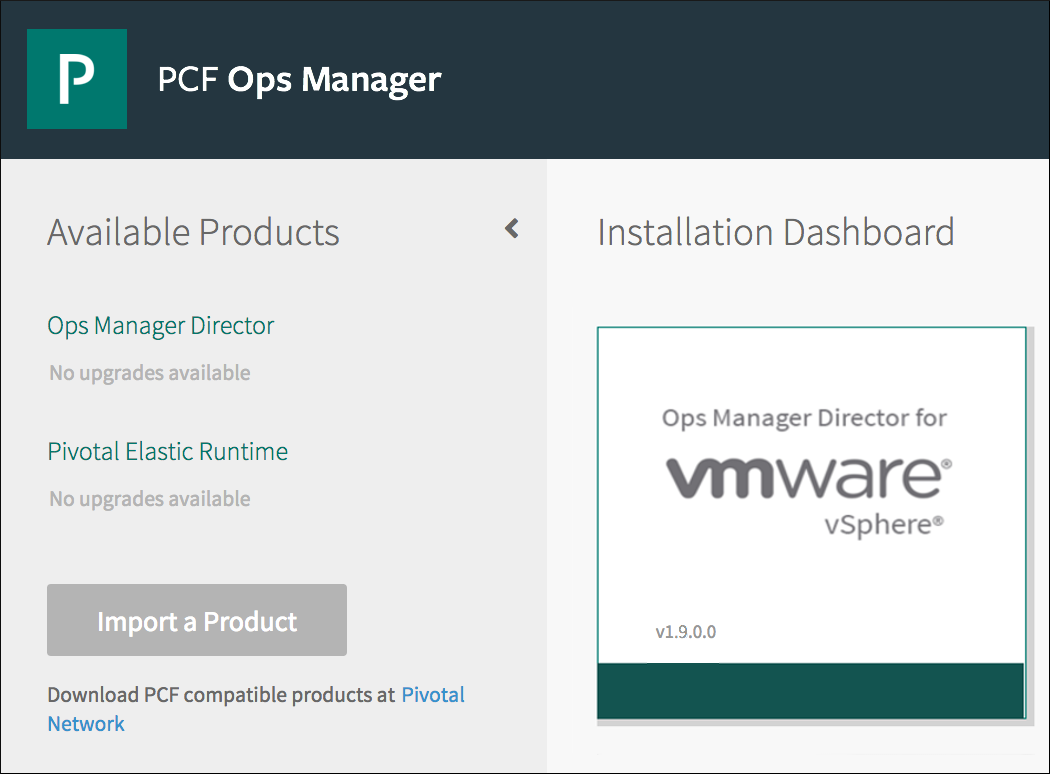 P
PCF Ops Manager
Available Products
Ops Manager Director
No upgrades available
Pivotal Elastic Runtime
No upgrades available
Import a Product
Download PCF compatible products at Pivotal
Network
Installation Dashboard
Ops Manager Director for
vmware®
vSphere®
v1.9.0.0